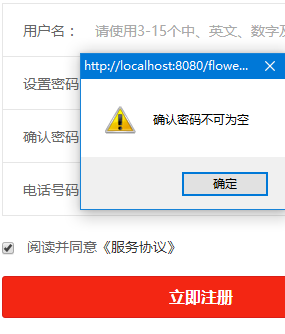 用户名： 请使用3-15个中、英文、数字及
http://localhost:8080/flowe...
设置密码
确认密码不可为空
确认密码
确定
电话号码
阅读并同意《服务协议》
立即注册